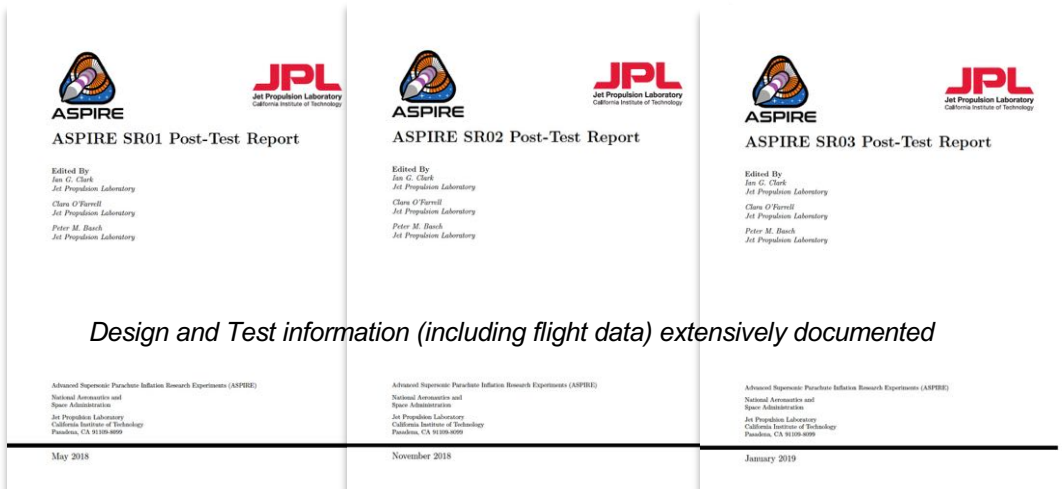 ASPIRE
JPL
Jet Propulsion Laboratory
California Institute of Technology
ASPIRE SR01 Post-Test Report
Edited By
Ian G. Clark
Jet Propulsion Laboratory
Clara O'Farrell
Jet Propulsion Laboratory
Peter M. Basch
Jet Propulsion Laboratory
ASPIRE
JPL
Jet Propulsion Laboratory
California Institute of Technology
ASPIRE SR02 Post-Test Report
Edited By
Ian G. Clark
Jet Propulsion Laboratory
Clara O'Farrell
Jet Propulsion Laboratory
Peter M. Basch
Jet Propulsion Laboratory
ASPIRE
JPL
Jet Propulsion Laboratory
California Institute of Technology
ASPIRE SR03 Post-Test Report
Edited By
Ian G. Clark
Jet Propulsion Laboratory
Clara O'Farrell
Jet Propulsion Laboratory
Peter M. Basch
Jet Propulsion Laboratory
Design and Test information (including flight data) extensively documented
Advanced Supersonic Parachute Inflation Research Experiments (ASPIRE)
National Aeronautics and
Space Administration
Jet Propulsion Laboratory
California Institute of Technology
Pasadena, CA 91109-8099
May 2018
Advanced Supersonic Parachute Inflation Research Experiments (ASPIRE)
National Aeronautics and
Space Administration
Jet Propulsion Laboratory
California Institute of Technology
Pasadena, CA 91109-8099
November 2018
Advanced Supersonic Parachute Inflation Research Experiments (ASPIRE)
National Aeronautics and
Space Administration
Jet Propulsion Laboratory
California Institute of Technology
Pasadena, CA 91109-8099
January 2019